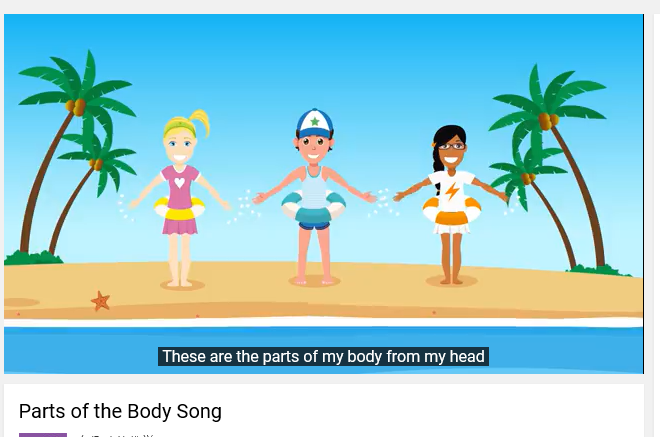 These are the parts of my body from my head
Parts of the Body Song